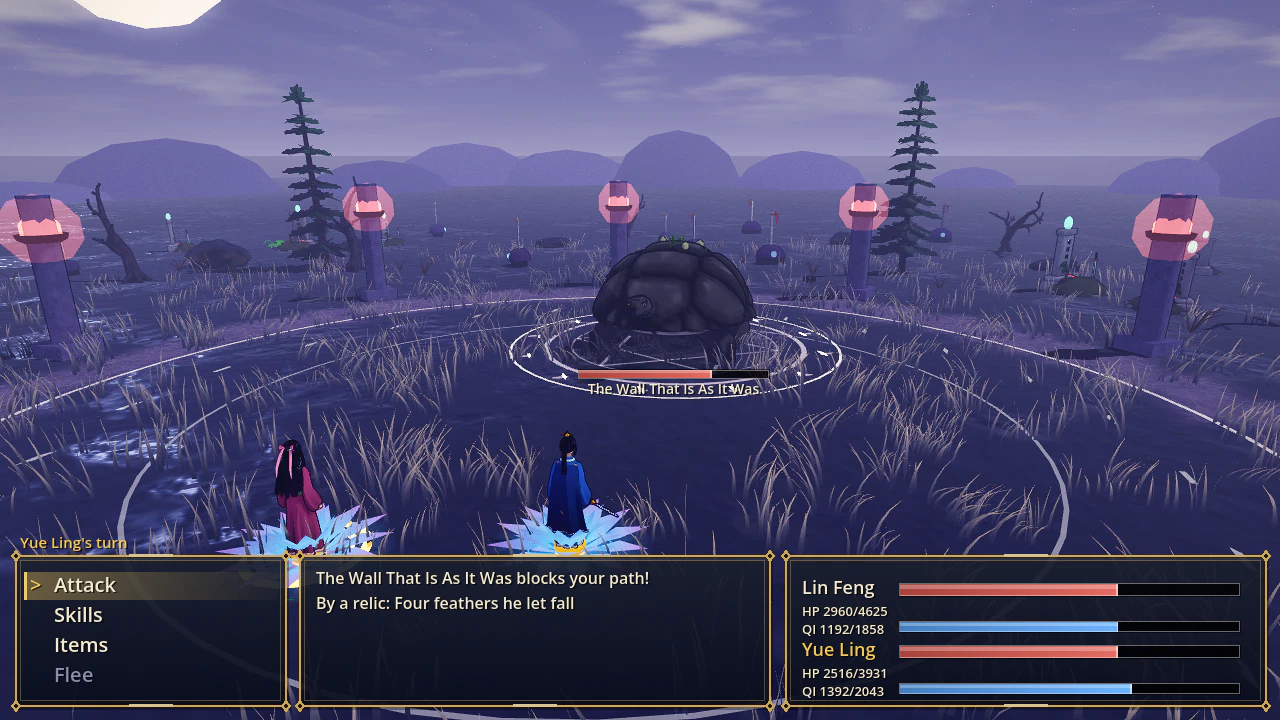 The Wall That Is As It Was
Yue Ling's turn
> Attack
Skills
Items
Flee
The Wall That Is As It Was blocks your path!
By a relic: Four feathers he let fall
Lin Feng
HP 2960/4625
QI 1192/1858
Yue Ling
HP 2516/3931
QI 1392/2043